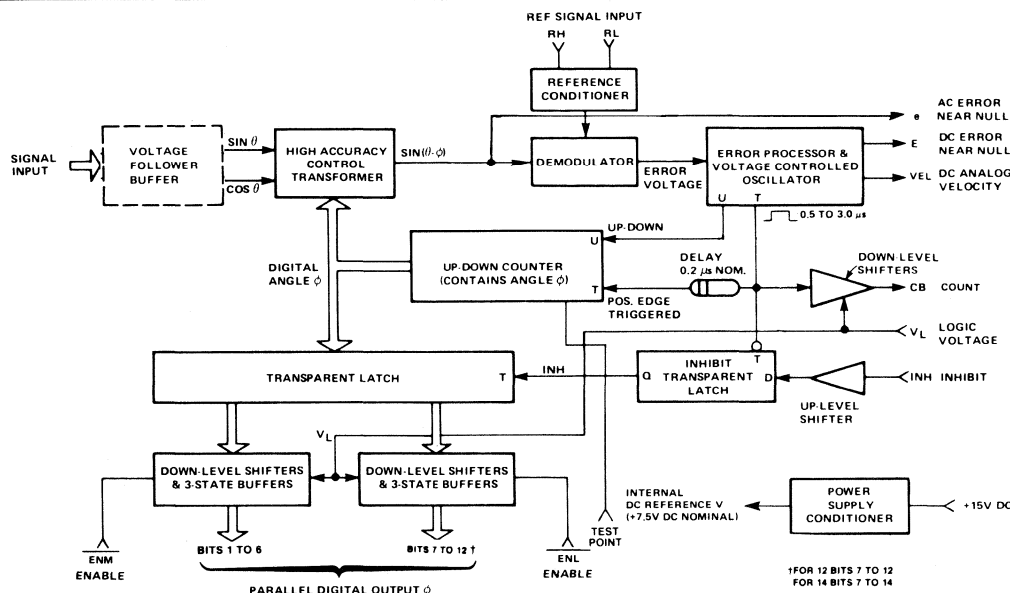 REF SIGNAL INPUT
RH RL
REFERENCE
CONDITIONER
e
AC ERROR
NEAR NULL
SIGNAL
INPUT
VOLTAGE
FOLLOWER
BUFFER
SIN θ
COS θ
HIGH ACCURACY
CONTROL
TRANSFORMER
SIN(θ-ϕ)
DEMODULATOR
ERROR
VOLTAGE
ERROR PROCESSOR &
VOLTAGE CONTROLLED
OSCILLATOR
U T
E
DC ERROR
NEAR NULL
VEL
DC ANALOG
VELOCITY
0.5 TO 3.0 μs
UP-DOWN
DIGITAL
ANGLE ϕ
UP-DOWN COUNTER
(CONTAINS ANGLE ϕ)
U
T
POS. EDGE
TRIGGERED
DELAY
0.2 μs NOM.
DOWN-LEVEL
SHIFTERS
CB COUNT
VL LOGIC
VOLTAGE
TRANSPARENT LATCH
T
INH
Q
INHIBIT
TRANSPARENT
LATCH
T
D
UP-LEVEL
SHIFTER
INH INHIBIT
VL
DOWN-LEVEL SHIFTERS
& 3-STATE BUFFERS
DOWN-LEVEL SHIFTERS
& 3-STATE BUFFERS
ENM
ENABLE
BITS 1 TO 6
BITS 7 TO 12 †
ENL
ENABLE
PARALLEL DIGITAL OUTPUT ϕ
TEST
POINT
INTERNAL
DC REFERENCE V
(+7.5V DC NOMINAL)
POWER
SUPPLY
CONDITIONER
+15V DC
†FOR 12 BITS 7 TO 12
FOR 14 BITS 7 TO 14